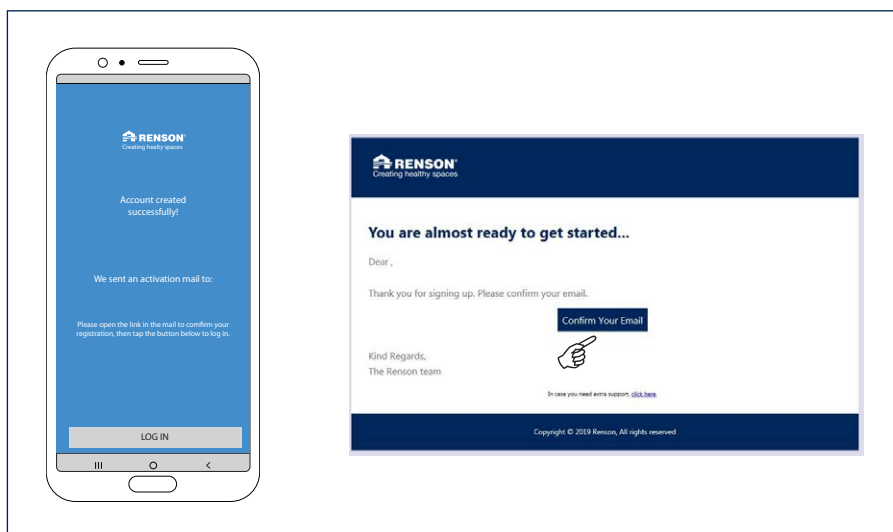 RENSON
Creating healty spaces
Account created
successfully!
We sent an activation mail to:
Please open the link in the mail to comfirm your
registration, then tap the button below to log in.
LOG IN
RENSON
Creating healthy spaces
You are almost ready to get started...
Dear ,
Thank you for signing up. Please confirm your email.
Confirm Your Email
Kind Regards,
The Renson team
In case you need extra support, click here.
Copyright © 2019 Renson, All rights reserved